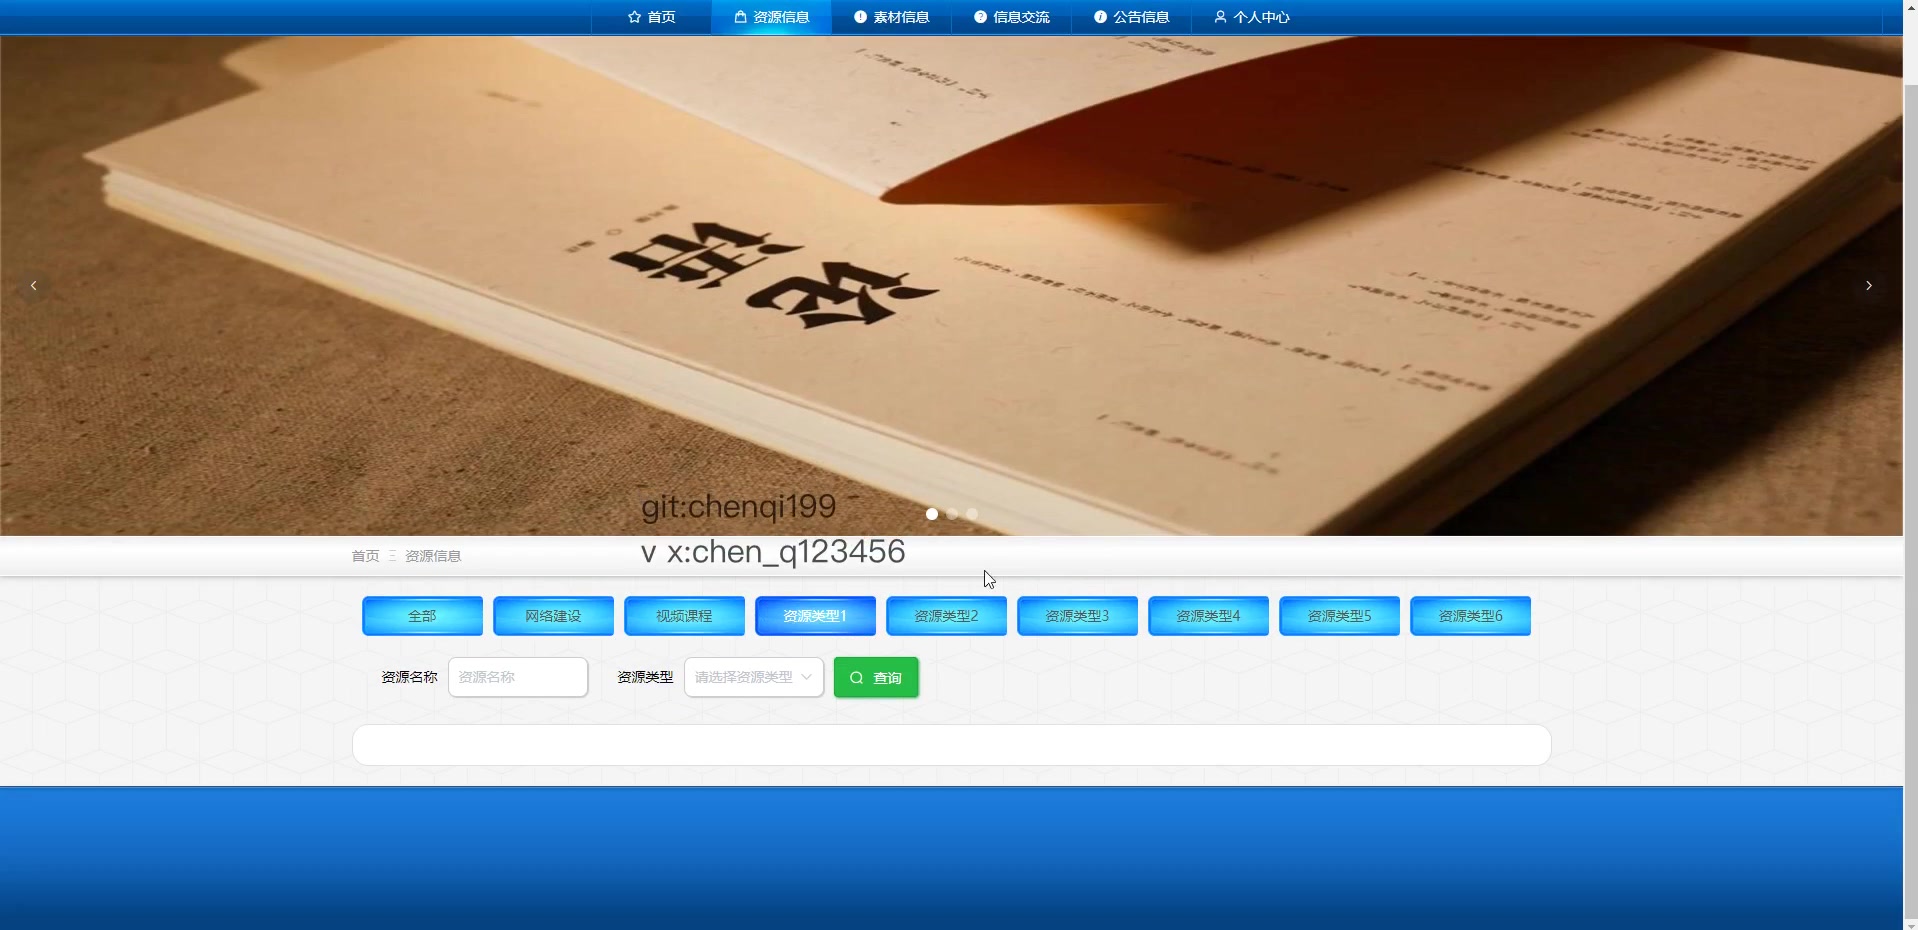 首页
资源信息
素材信息
信息交流
公告信息
个人中心
论语
git:chenqi199
v x:chen_q123456
首页
资源信息
全部
网络建设
视频课程
资源类型1
资源类型2
资源类型3
资源类型4
资源类型5
资源类型6
资源名称
资源名称
资源类型
请选择资源类型
查询